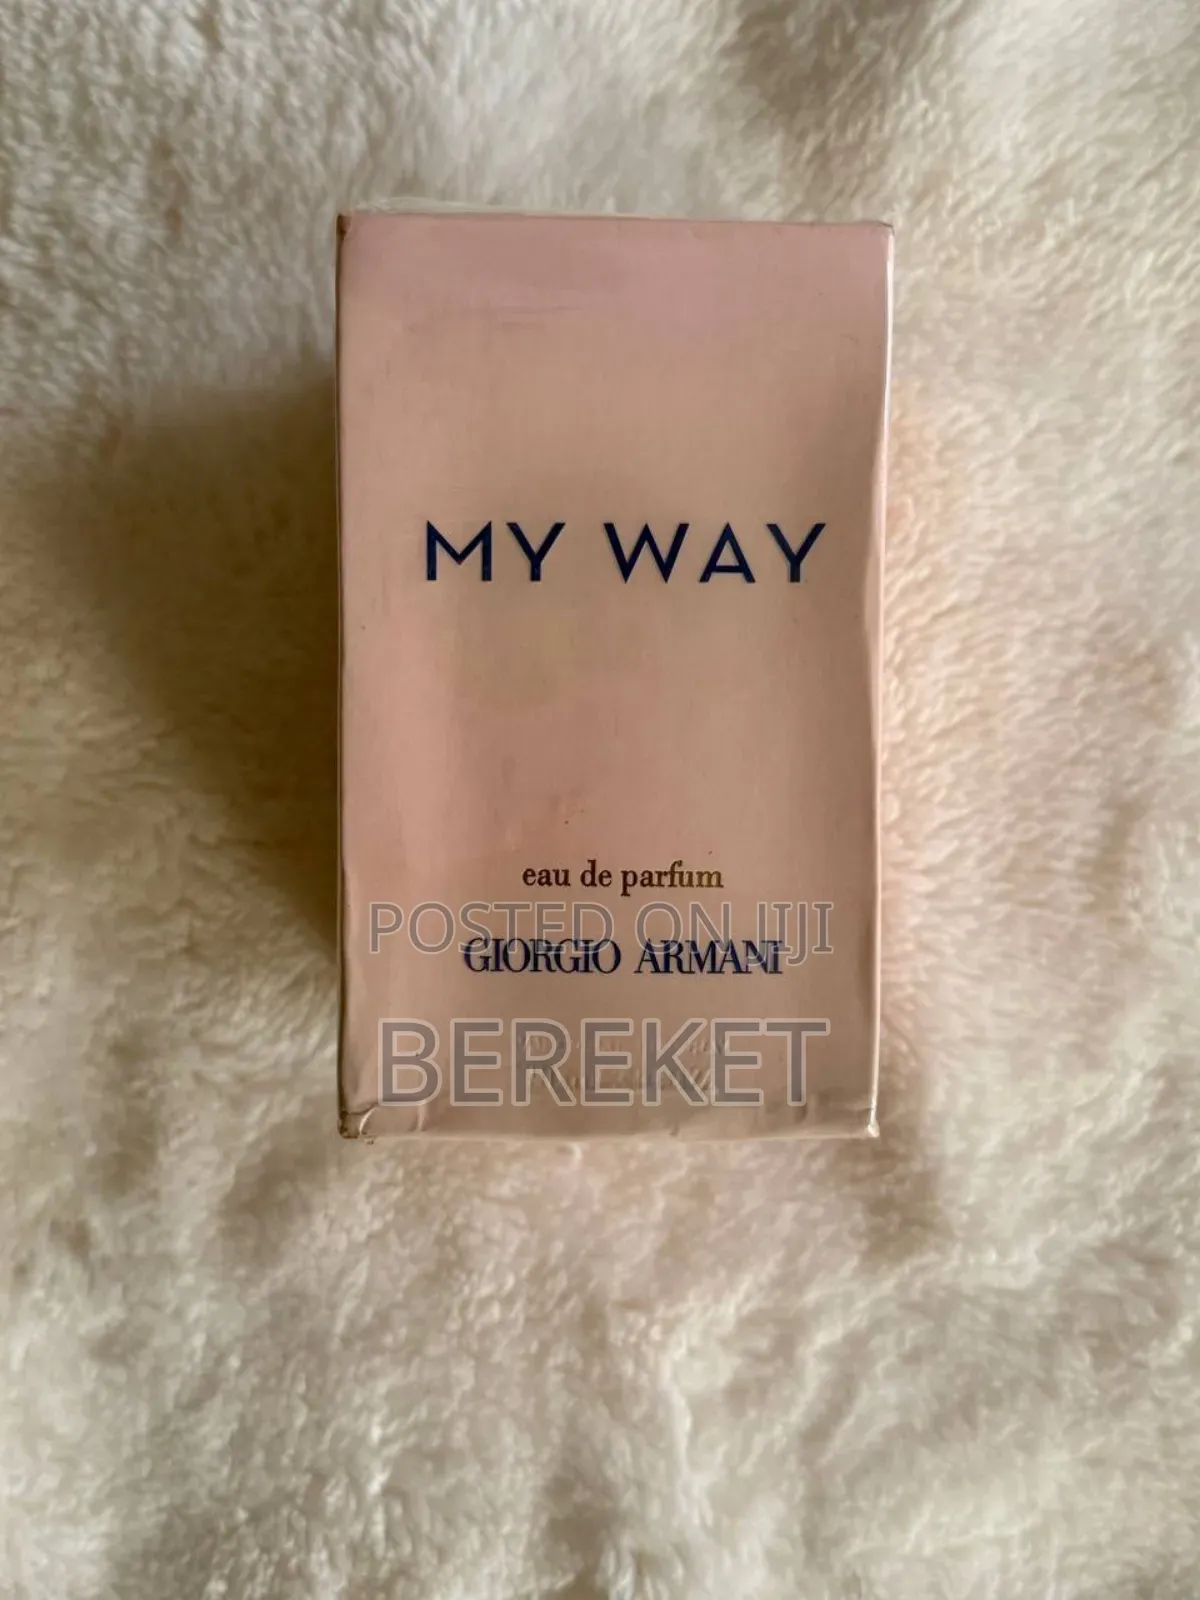 MY WAY
eau de parfum
POSTED ON JIJI
GIORGIO ARMANI
BEREKET